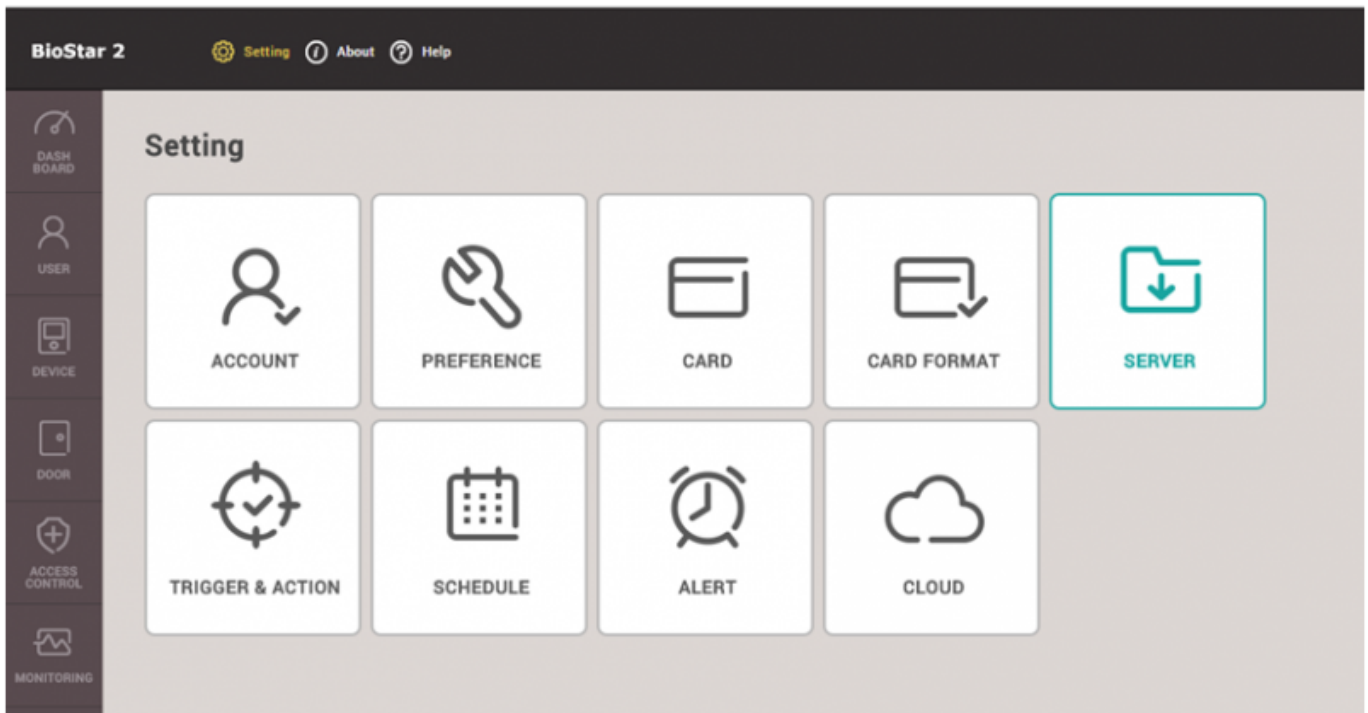 BioStar 2
Setting
About
Help
DASH
BOARD
USER
DEVICE
DOOR
ACCESS
CONTROL
MONITORING
Setting
ACCOUNT
PREFERENCE
CARD
CARD FORMAT
SERVER
TRIGGER & ACTION
SCHEDULE
ALERT
CLOUD